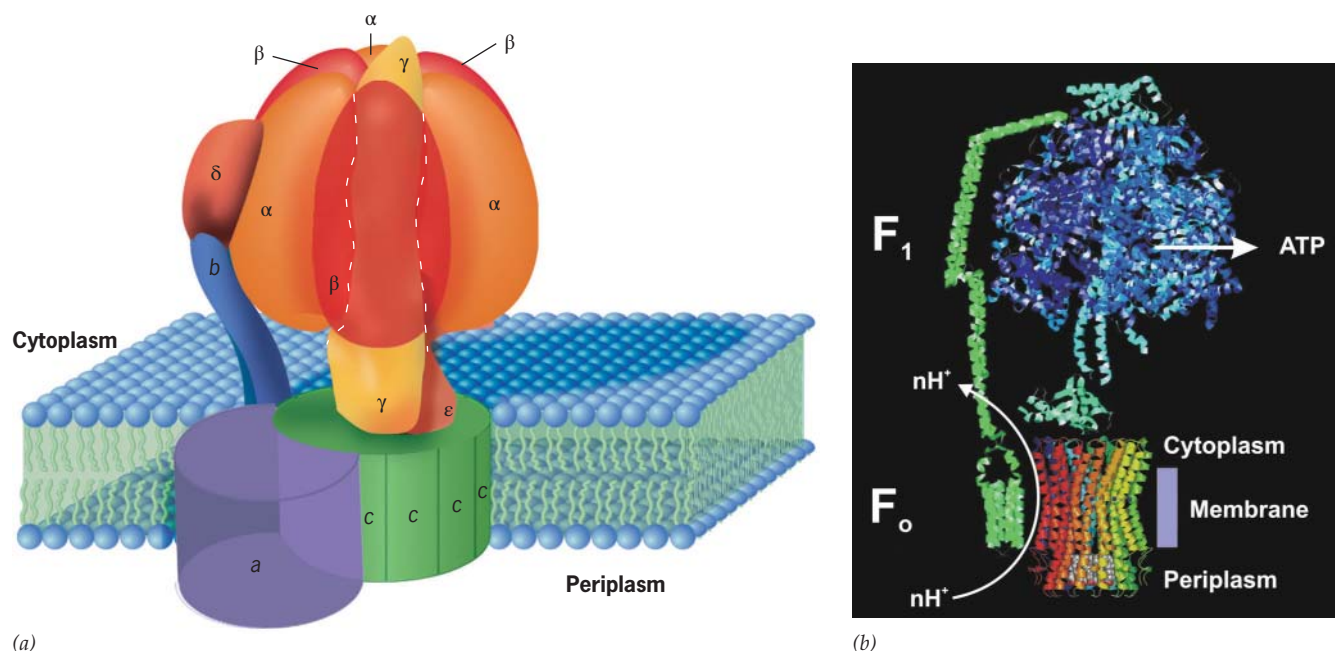 α
β
β
γ
δ
α
α
b
β
Cytoplasm
γ
ε
c
c
c
c
a
Periplasm
(a)
F1
ATP
nH+
Cytoplasm
Fo
Membrane
Periplasm
nH+
(b)